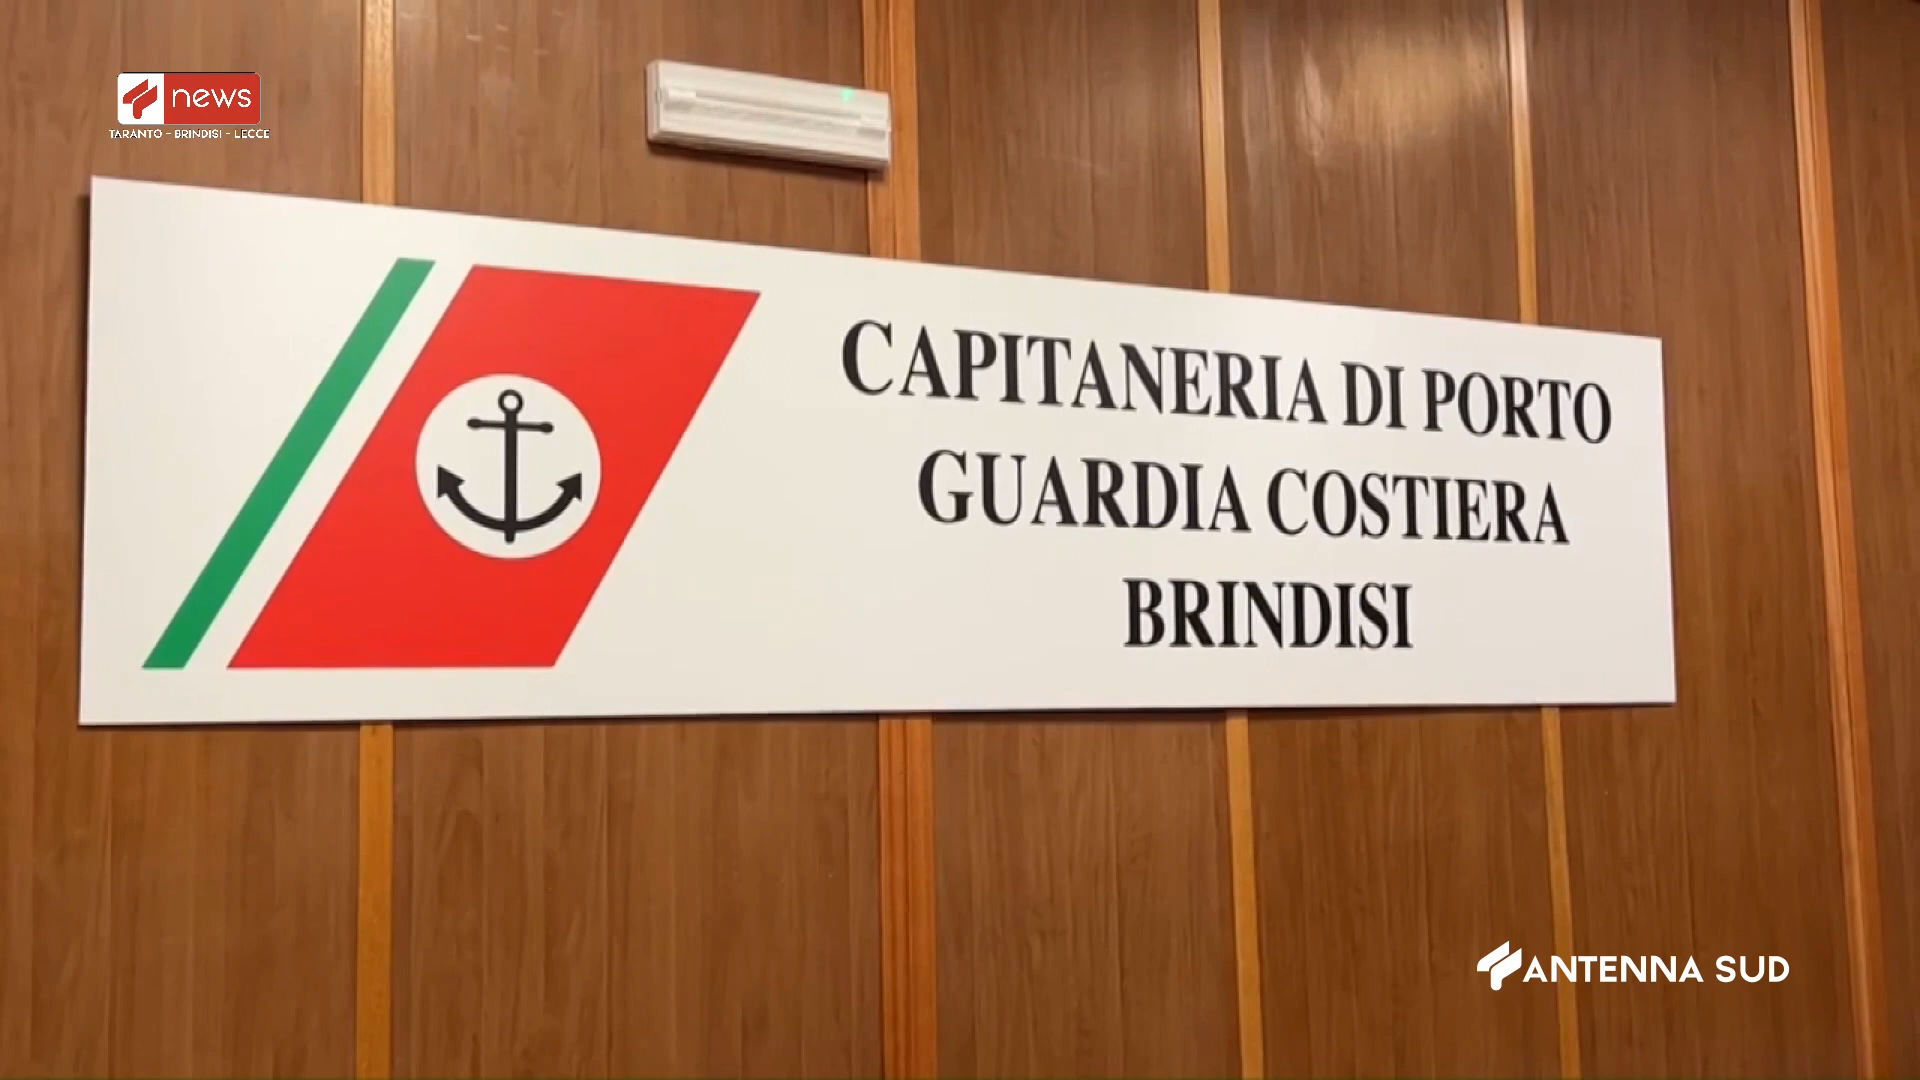 news
TARANTO - BRINDISI - LECCE
CAPITANERIA DI PORTO
GUARDIA COSTIERA
BRINDISI
ANTENNA SUD